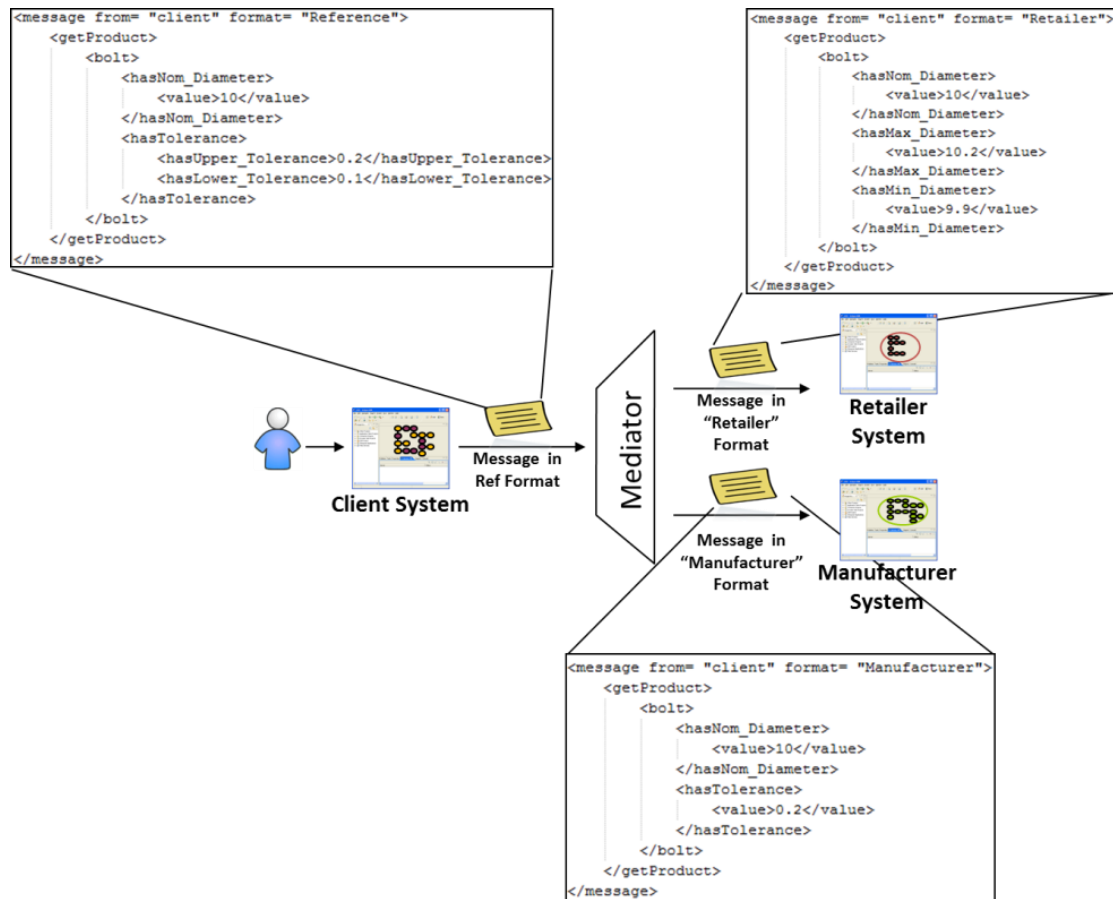 <message from= "client" format= "Reference">
<getProduct>
<bolt>
<hasNom_Diameter>
<value>10</value>
</hasNom_Diameter>
<hasTolerance>
<hasUpper_Tolerance>0.2</hasUpper_Tolerance>
<hasLower_Tolerance>0.1</hasLower_Tolerance>
</hasTolerance>
</bolt>
</getProduct>
</message>
<message from= "client" format= "Retailer">
<getProduct>
<bolt>
<hasNom_Diameter>
<value>10</value>
</hasNom_Diameter>
<hasMax_Diameter>
<value>10.2</value>
</hasMax_Diameter>
<hasMin_Diameter>
<value>9.9</value>
</hasMin_Diameter>
</bolt>
</getProduct>
</message>
Client System
Message in
Ref Format
Mediator
Message in
“Retailer”
Format
Retailer
System
Message in
“Manufacturer”
Format
Manufacturer
System
<message from= "client" format= "Manufacturer">
<getProduct>
<bolt>
<hasNom_Diameter>
<value>10</value>
</hasNom_Diameter>
<hasTolerance>
<value>0.2</value>
</hasTolerance>
</bolt>
</getProduct>
</message>